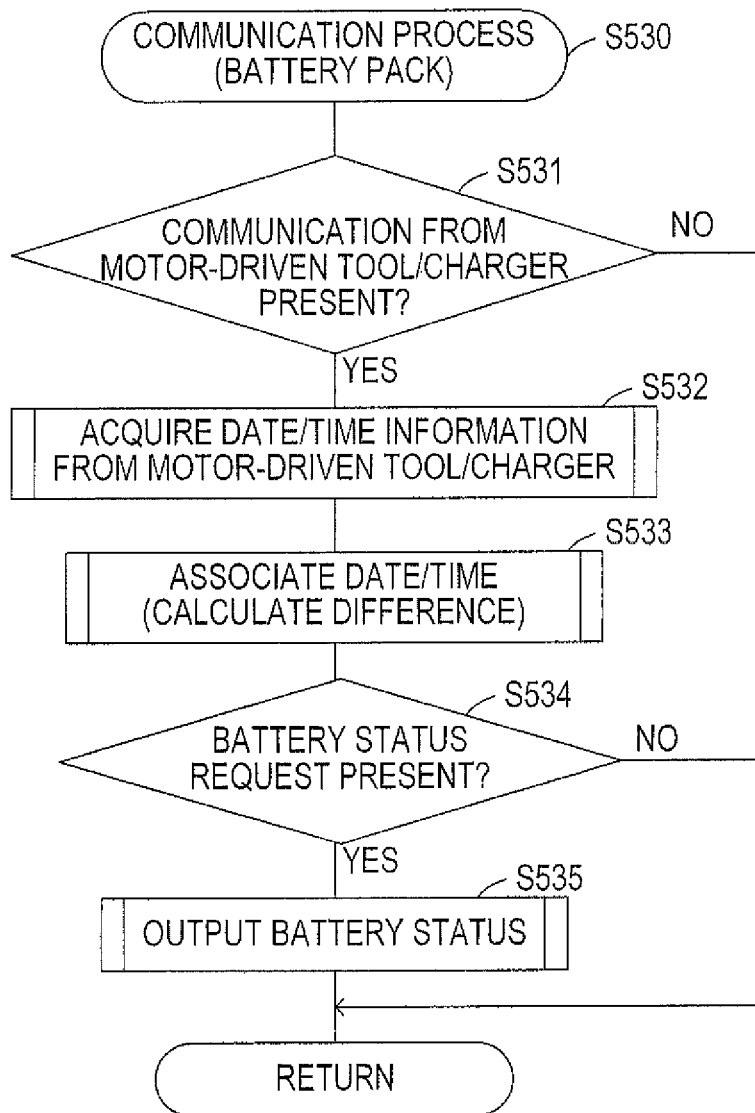 COMMUNICATION PROCESS
(BATTERY PACK)
S530
S531
COMMUNICATION FROM
MOTOR-DRIVEN TOOL/CHARGER
PRESENT?
NO
YES
S532
ACQUIRE DATE/TIME INFORMATION
FROM MOTOR-DRIVEN TOOL/CHARGER
S533
ASSOCIATE DATE/TIME
(CALCULATE DIFFERENCE)
S534
BATTERY STATUS
REQUEST PRESENT?
NO
YES
S535
OUTPUT BATTERY STATUS
RETURN